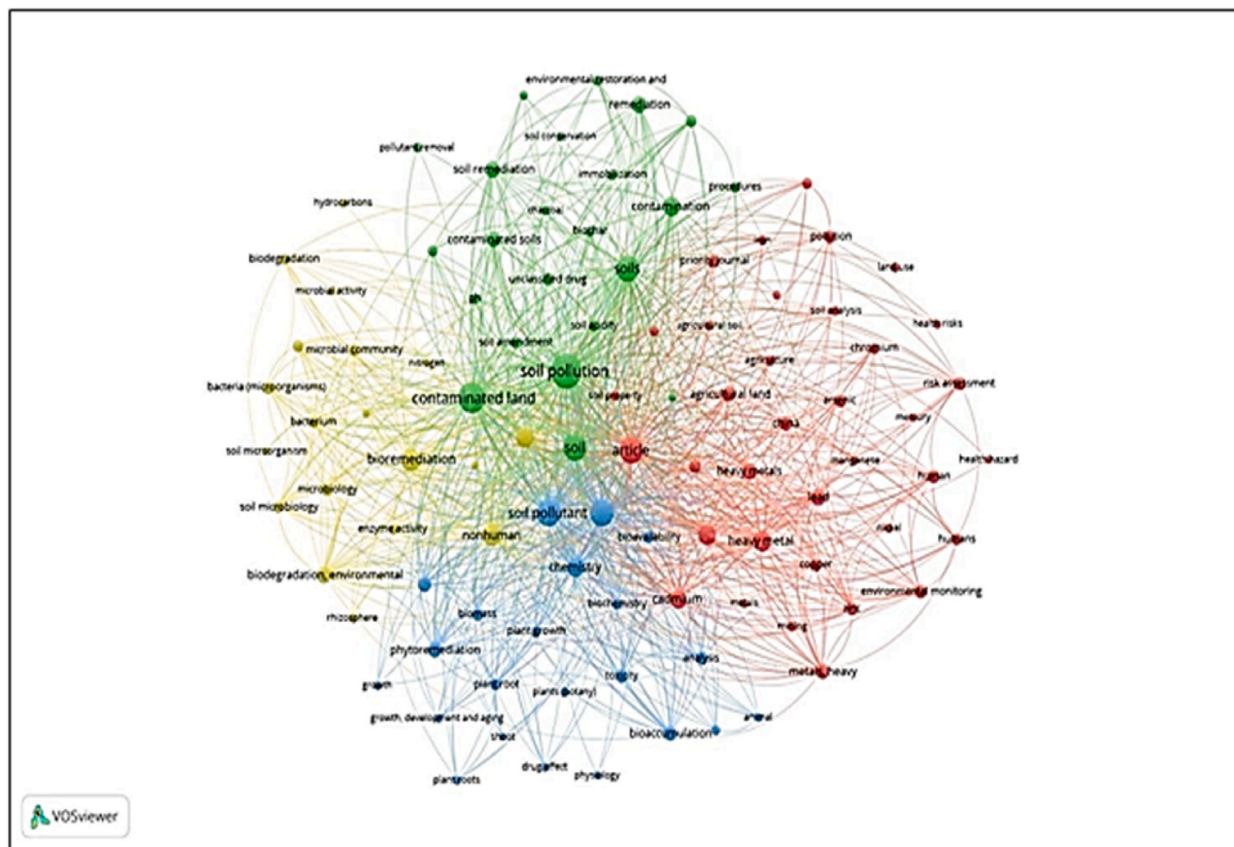 environmental restoration and
remediation
soil conservation
pollutant removal
soil remediation
immobilization
procedures
hydrocarbons
charcoal
contamination
biochar
contaminated soils
pollution
biodegradation
soils
priority journal
land use
unclassified drug
microbial activity
ph
soil acidity
agricultural soil
soil analysis
health risks
soil amendment
microbial community
nitrogen
chromium
agriculture
soil pollution
bacteria (microorganisms)
risk assessment
contaminated land
soil property
agricultural land
arsenic
bacterium
china
mercury
soil
article
soil microorganism
bioremediation
manganese
health hazard
heavy metals
human
microbiology
lead
soil microbiology
soil pollutant
enzyme activity
nonhuman
bioavailability
heavy metal
humans
chemistry
copper
biodegradation, environmental
environmental monitoring
cadmium
metals
biochemistry
rhizosphere
biomass
plant growth
mining
phytoremediation
analysis
metals, heavy
toxicity
growth
plant root
plants (botany)
growth, development and aging
animal
shoot
bioaccumulation
plant roots
drug effect
physiology
VOSviewer